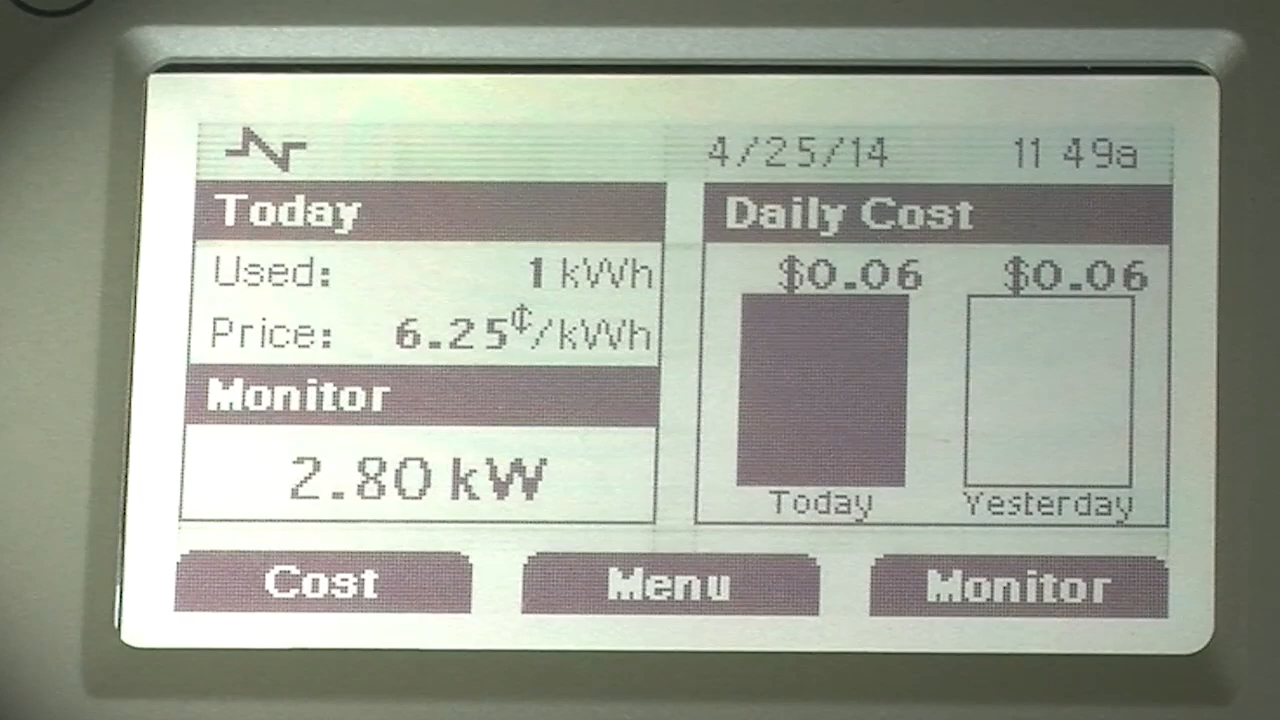 4/25/14 11 49a
Today
Used: 1 kWh
Price: 6.25¢/kWh
Monitor
2.80 kW
Daily Cost
$0.06 $0.06
Today Yesterday
Cost Menu Monitor